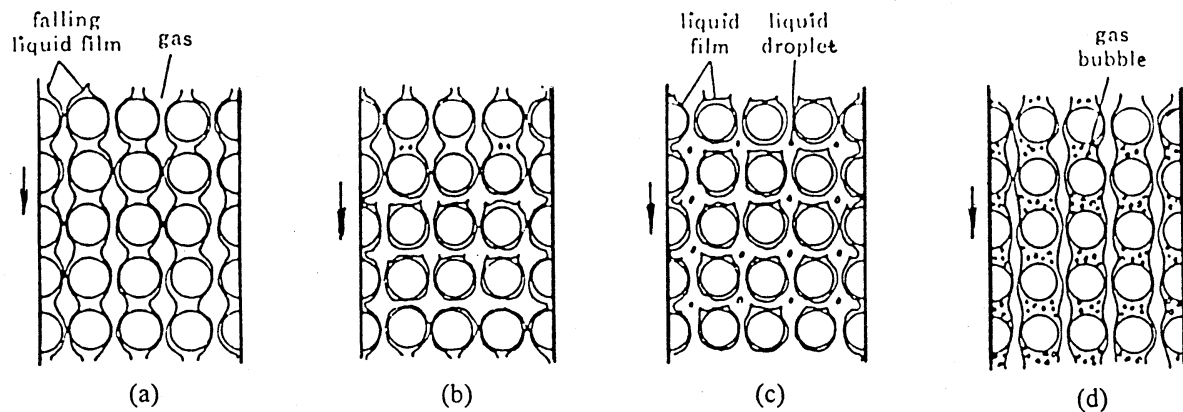 falling
liquid film
gas
liquid
film
liquid
droplet
gas
bubble
(a)
(b)
(c)
(d)